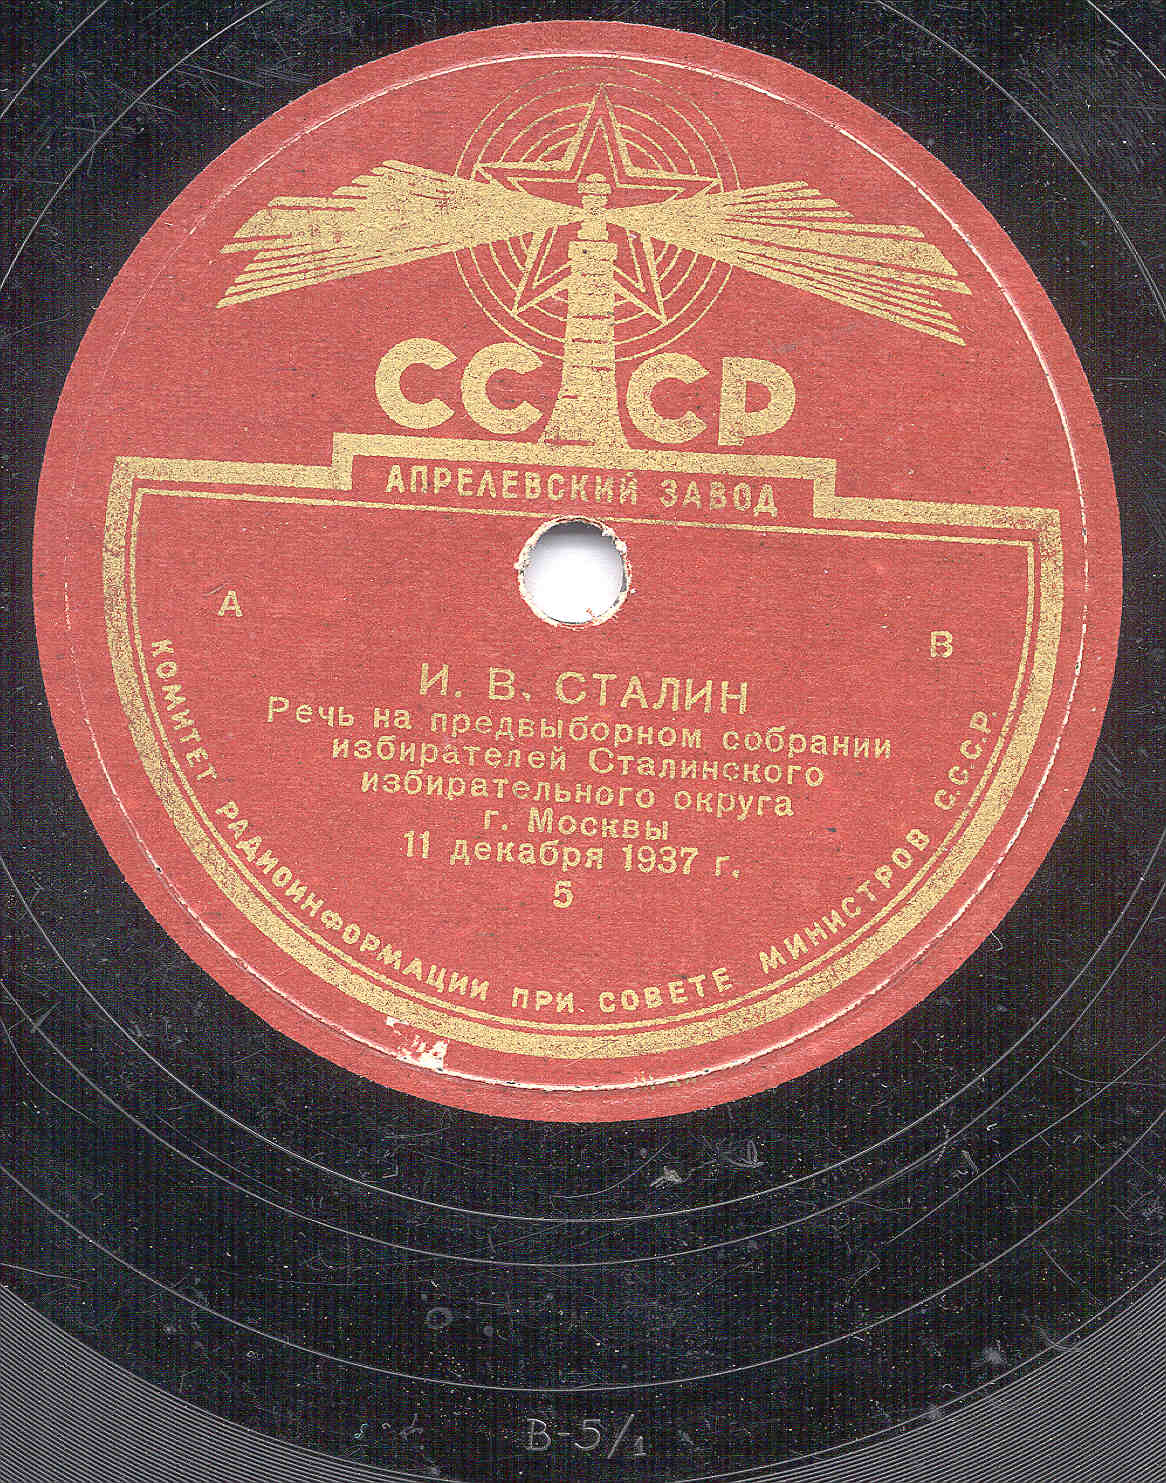 СССР
АПРЕЛЕВСКИЙ ЗАВОД
А
В
И. В. СТАЛИН
Речь на предвыборном собрании
избирателей Сталинского
избирательного округа
г. Москвы
11 декабря 1937 г.
5
КОМИТЕТ РАДИОИНФОРМАЦИИ ПРИ СОВЕТЕ МИНИСТРОВ С.С.С.Р.
В-5/1